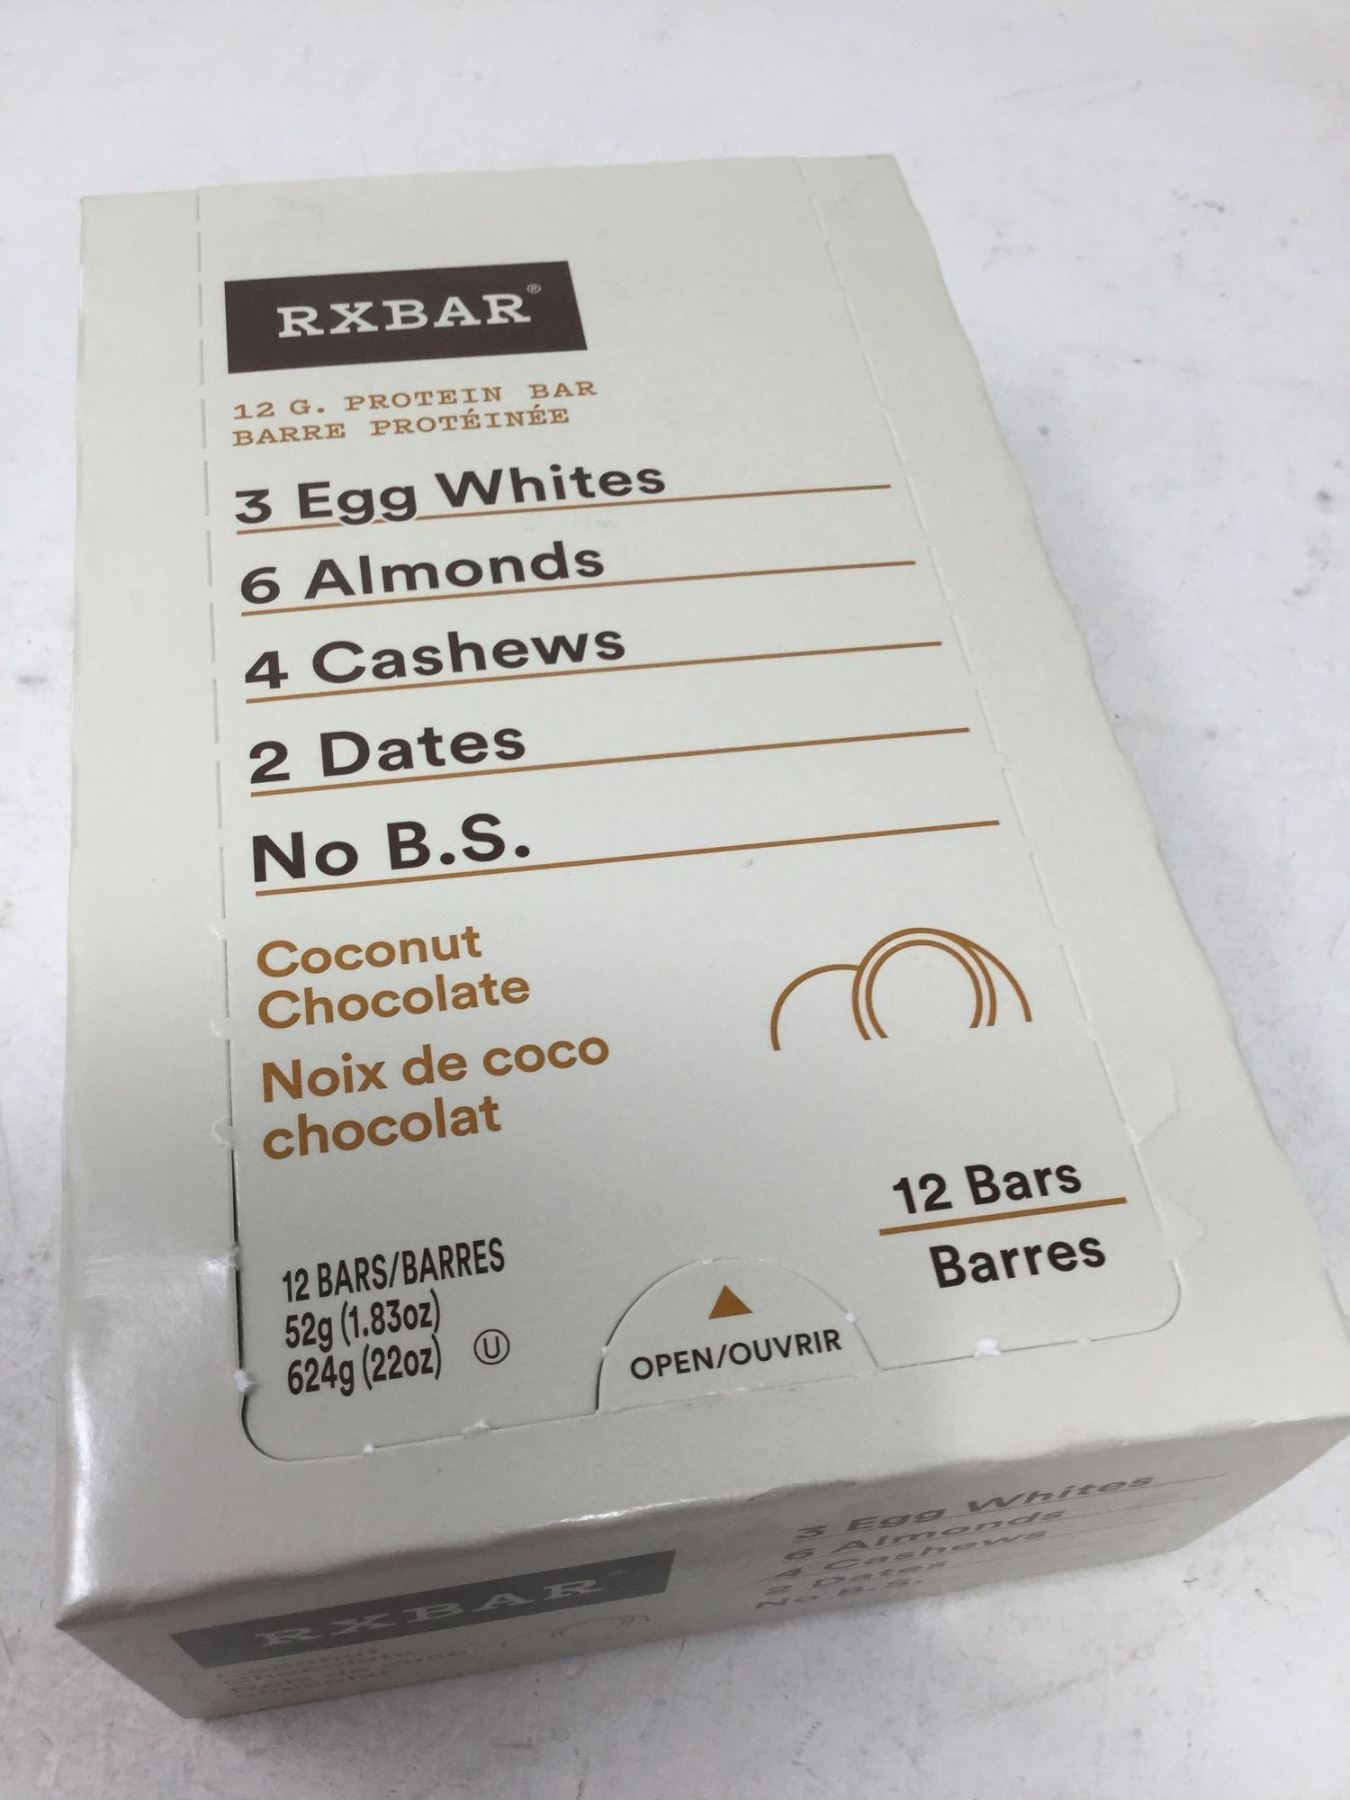 RXBAR®
12 G. PROTEIN BAR
BARRE PROTÉINÉE
3 Egg Whites
6 Almonds
4 Cashews
2 Dates
No B.S.
Coconut
Chocolate
Noix de coco
chocolat
12 Bars
Barres
12 BARS/BARRES
52g (1.83oz)
624g (22oz)
U
OPEN/OUVRIR
RXBAR®
3 Egg Whites
6 Almonds
4 Cashews
2 Dates
No B.S.